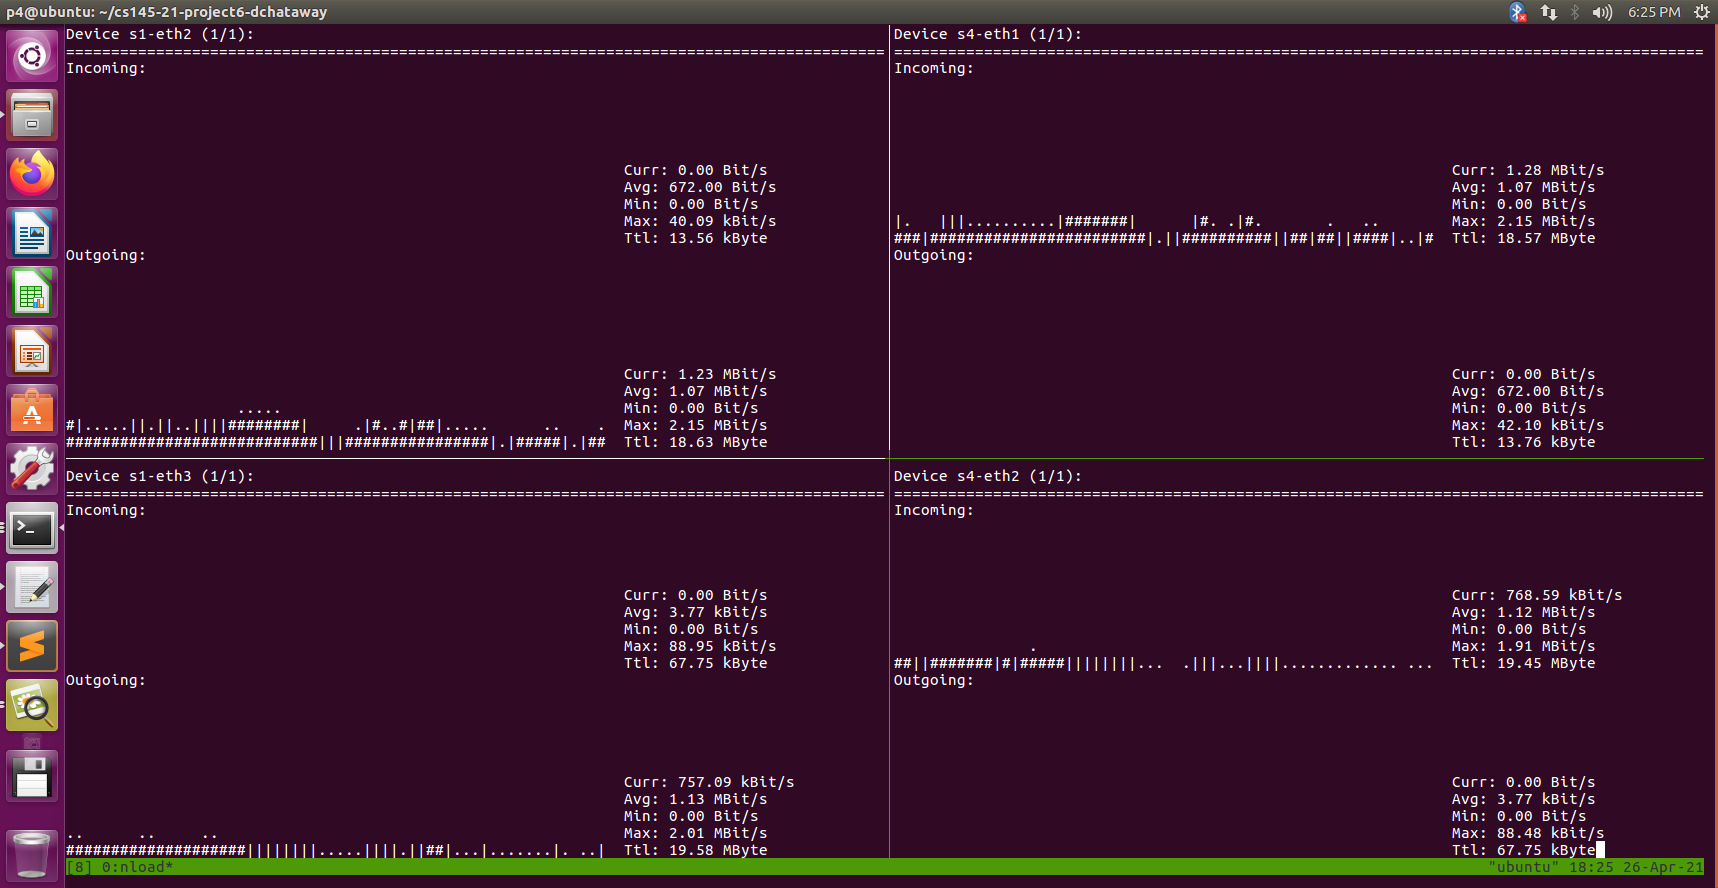 p4@ubuntu: ~/cs145-21-project6-dchataway
6:25 PM
Device s1-eth2 (1/1):
===========================================================================================
Incoming:
Curr: 0.00 Bit/s
Avg: 672.00 Bit/s
Min: 0.00 Bit/s
Max: 40.09 kBit/s
Ttl: 13.56 kByte
Outgoing:
Curr: 1.23 MBit/s
Avg: 1.07 MBit/s
.....    Min: 0.00 Bit/s
#|.....||.||..||||########|     .|#..#|##|.....      ..    .  Max: 2.15 MBit/s
############################|||################|.|#####|.|##  Ttl: 18.63 MByte
Device s4-eth1 (1/1):
==========================================================================================
Incoming:
Curr: 1.28 MBit/s
Avg: 1.07 MBit/s
Min: 0.00 Bit/s
|.   |||..........|#######|      |#. .|#.       .   ..        Max: 2.15 MBit/s
###|########################|.||##########||##|##||####|..|#  Ttl: 18.57 MByte
Outgoing:
Curr: 0.00 Bit/s
Avg: 672.00 Bit/s
Min: 0.00 Bit/s
Max: 42.10 kBit/s
Ttl: 13.76 kByte
Device s1-eth3 (1/1):
===========================================================================================
Incoming:
Curr: 0.00 Bit/s
Avg: 3.77 kBit/s
Min: 0.00 Bit/s
Max: 88.95 kBit/s
Ttl: 67.75 kByte
Outgoing:
Curr: 757.09 kBit/s
Avg: 1.13 MBit/s
Min: 0.00 Bit/s
..      ..     ..                                             Max: 2.01 MBit/s
####################||||||||.....||||.||##|...|.......|. ..|  Ttl: 19.58 MByte
Device s4-eth2 (1/1):
==========================================================================================
Incoming:
Curr: 768.59 kBit/s
Avg: 1.12 MBit/s
Min: 0.00 Bit/s
.                                            Max: 1.91 MBit/s
##||#######|#|#####||||||||...  .|||...||||............. ...  Ttl: 19.45 MByte
Outgoing:
Curr: 0.00 Bit/s
Avg: 3.77 kBit/s
Min: 0.00 Bit/s
Max: 88.48 kBit/s
Ttl: 67.75 kByte
[8] 0:nload*
"ubuntu" 18:25 26-Apr-21